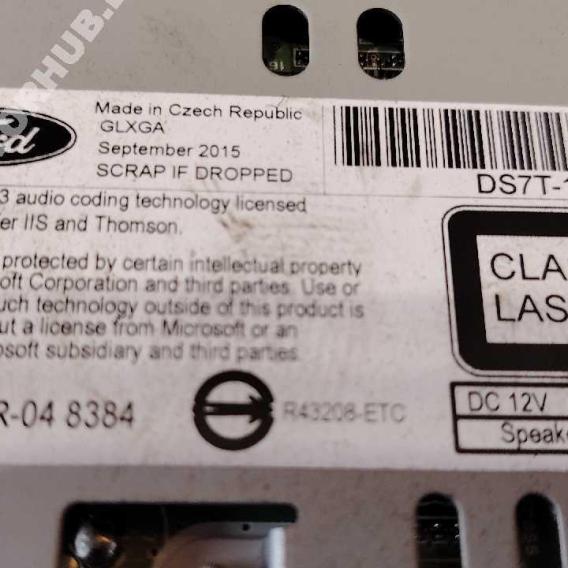 Ford
Made in Czech Republic
GLXGA
September 2015
SCRAP IF DROPPED
DS7T-1
3 audio coding technology licensed
er IIS and Thomson.
protected by certain intellectual property
oft Corporation and third parties. Use or
uch technology outside of this product is
ut a license from Microsoft or an
osoft subsidiary and third parties.
CLA
LAS
R-04 8384
R43208-ETC
DC 12V
Speak